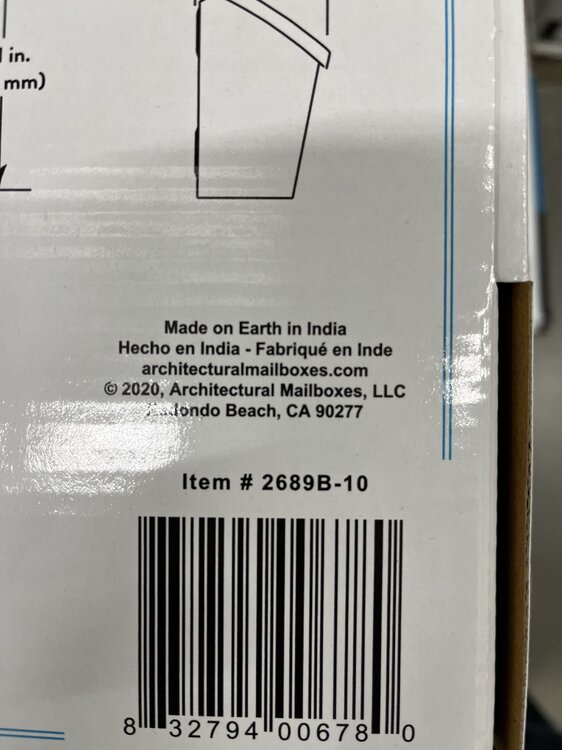 in.
mm)
Made on Earth in India
Hecho en India - Fabriqué en Inde
architecturalmailboxes.com
© 2020, Architectural Mailboxes, LLC
Beach, CA 90277
Item # 2689B-10
8 32794 00678 0